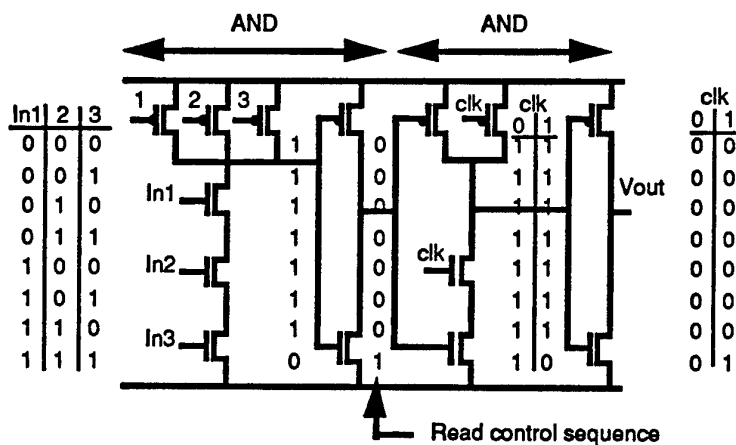 AND AND
1 2 3 clk clk
In1 2 3 0 1 clk
0 1
0 0 0 1 0 1 1 0 0
0 0 1 1 0 1 1 0 0
0 1 0 In1 1 0 1 1 Vout 0 0
0 1 1 1 0 1 1 0 0
1 0 0 In2 1 0 clk 1 1 0 0
1 0 1 1 0 1 1 0 0
1 1 0 In3 1 0 1 1 0 0
1 1 1 0 1 1 0 0 1
Read control sequence